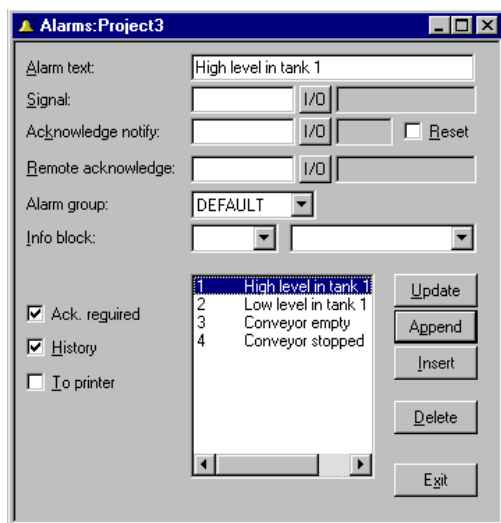 Alarms:Project3
Alarm text: High level in tank 1
Signal: I/O
Acknowledge notify: I/O Reset
Remote acknowledge: I/O
Alarm group: DEFAULT
Info block:
Ack. reguired
History
To printer
1 High level in tank 1
2 Low level in tank 1
3 Conveyor empty
4 Conveyor stopped
Update
Append
Insert
Delete
Exit